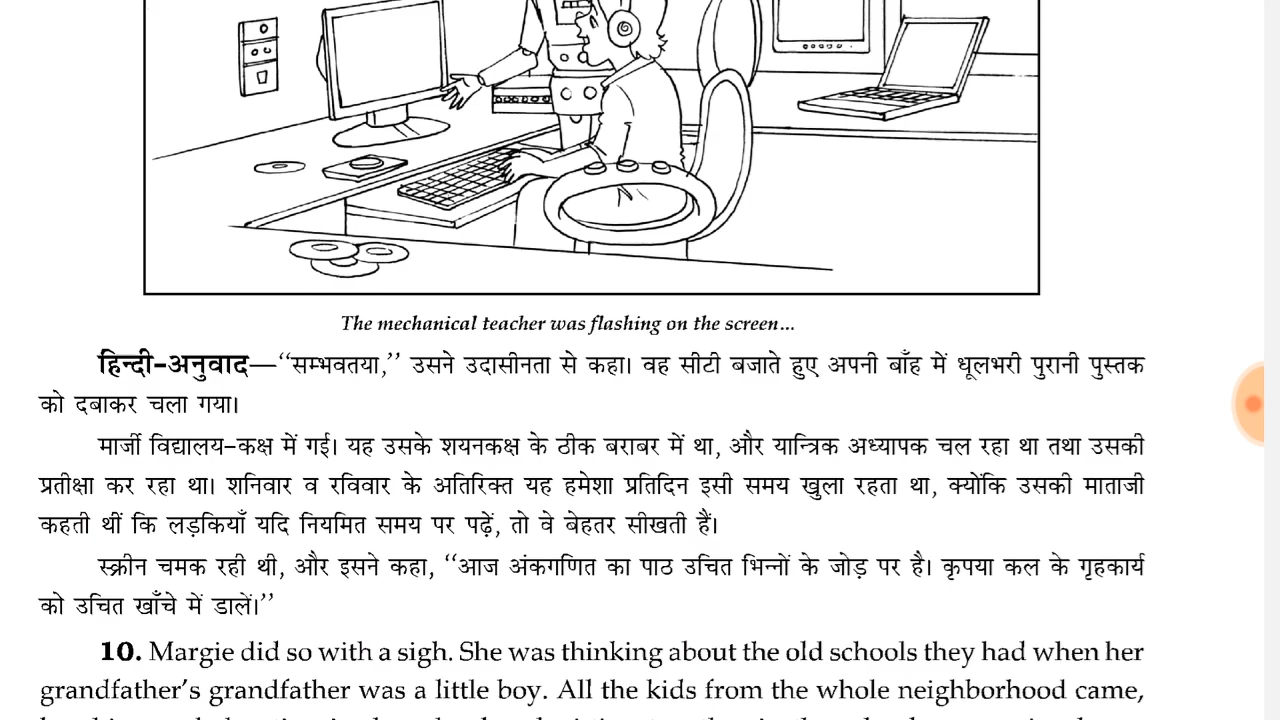 The mechanical teacher was flashing on the screen...
हिन्दी-अनुवाद—‘‘सम्भवतया,’’ उसने उदासीनता से कहा। वह सीटी बजाते हुए अपनी बाँह में धूलभरी पुरानी पुस्तक
को दबाकर चला गया।
मार्जी विद्यालय-कक्ष में गई। यह उसके शयनकक्ष के ठीक बराबर में था, और यान्त्रिक अध्यापक चल रहा था तथा उसकी
प्रतीक्षा कर रहा था। शनिवार व रविवार के अतिरिक्त यह हमेशा प्रतिदिन इसी समय खुला रहता था, क्योंकि उसकी माताजी
कहती थीं कि लड़कियाँ यदि नियमित समय पर पढ़ें, तो वे बेहतर सीखती हैं।
स्क्रीन चमक रही थी, और इसने कहा, ‘‘आज अंकगणित का पाठ उचित भिन्नों के जोड़ पर है। कृपया कल के गृहकार्य
को उचित खाँचे में डालें।’’
10. Margie did so with a sigh. She was thinking about the old schools they had when her
grandfather’s grandfather was a little boy. All the kids from the whole neighborhood came,